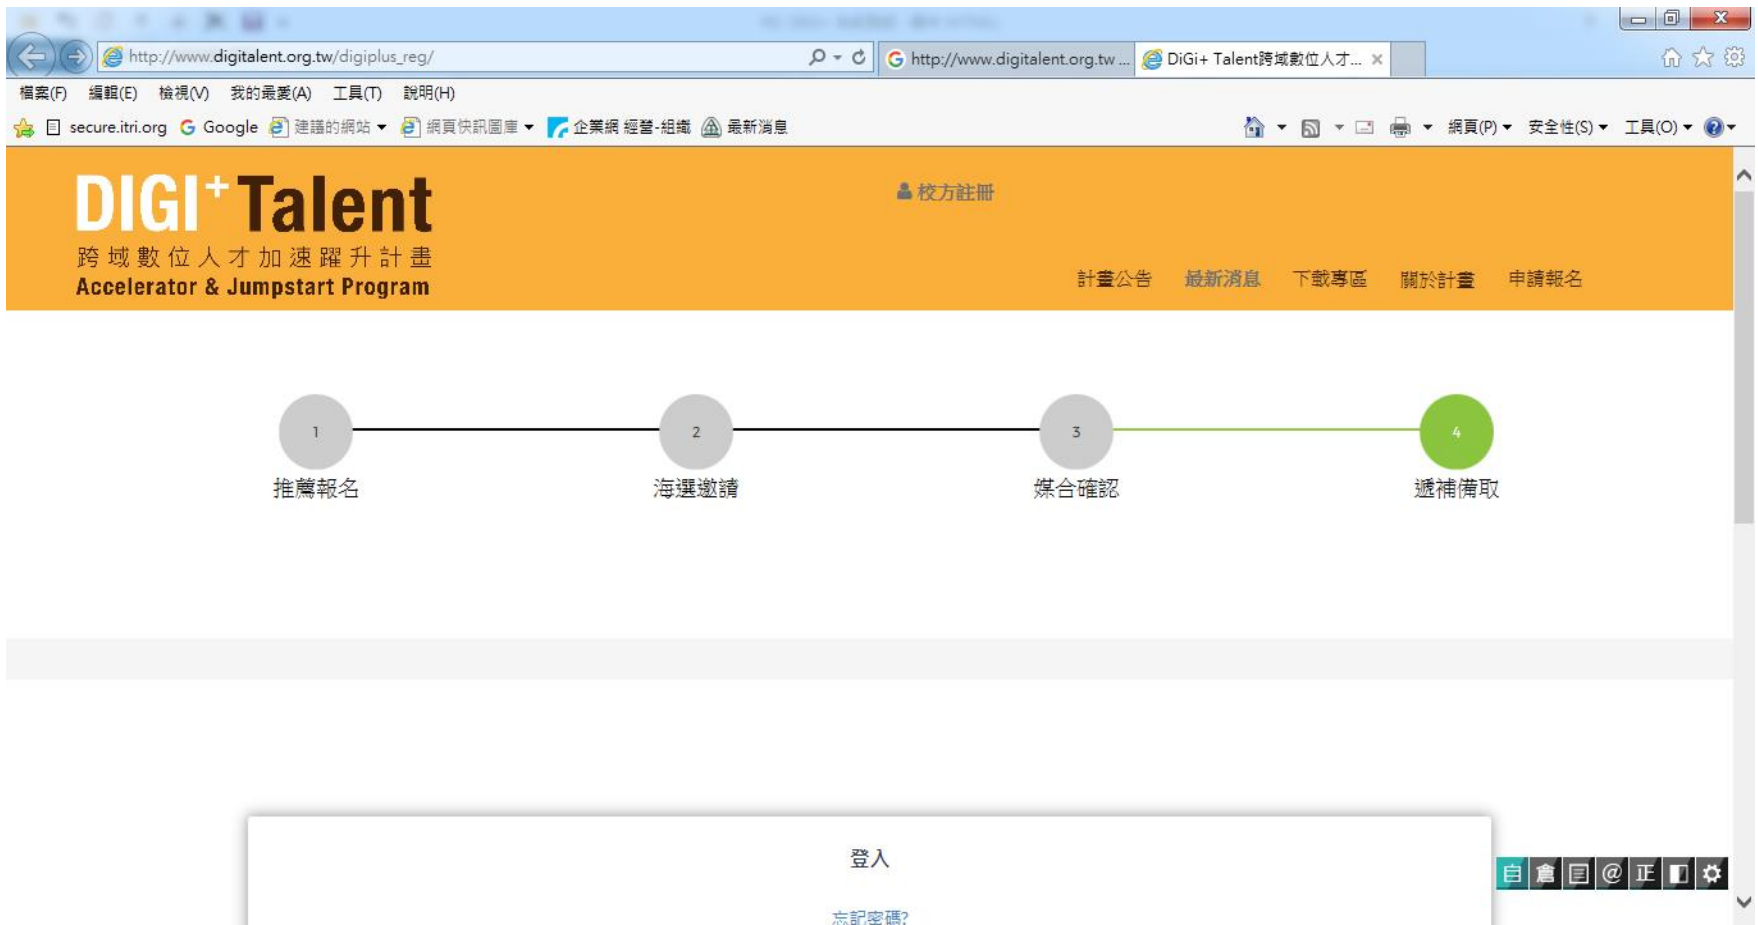 http://www.digitalent.org.tw/digiplus_reg/
http://www.digitalent.org.tw ...
DiGi+ Talent跨域數位人才...
檔案(F) 編輯(E) 檢視(V) 我的最愛(A) 工具(T) 說明(H)
secure.itri.org Google 建議的網站 網頁快訊圖庫 企業網 經營-組織 最新消息
網頁(P) 安全性(S) 工具(O)
DIGI+Talent
跨域數位人才加速躍升計畫
Accelerator & Jumpstart Program
校方註冊
計畫公告 最新消息 下載專區 關於計畫 申請報名
1 2 3 4
推薦報名 海選邀請 媒合確認 遞補備取
登入
忘記密碼?
自 倉 @ 正